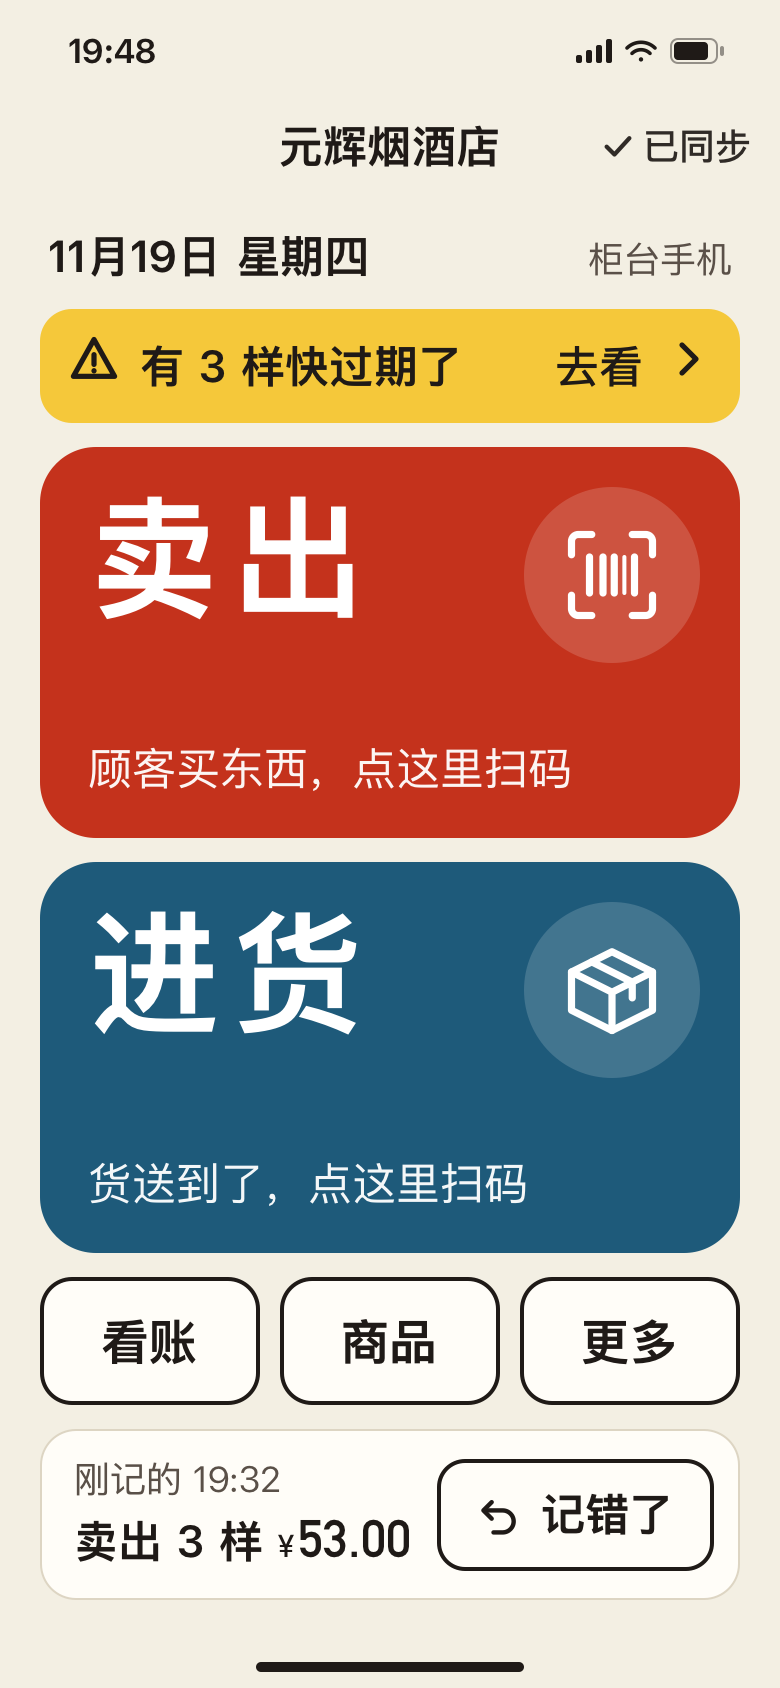 19:48
元辉烟酒店
已同步
11月19日 星期四
柜台手机
有 3 样快过期了
去看
卖出
顾客买东西，点这里扫码
进货
货送到了，点这里扫码
看账
商品
更多
刚记的 19:32
卖出 3 样 ¥53.00
记错了